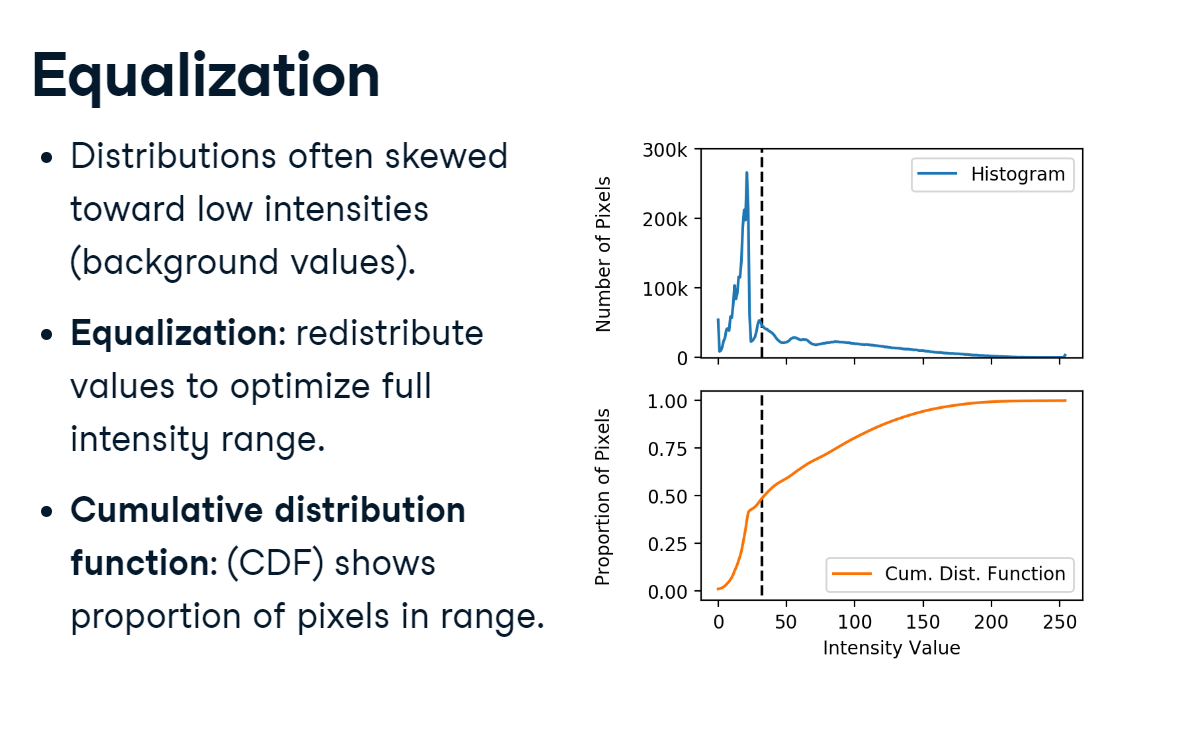 Equalization
• Distributions often skewed
toward low intensities
(background values).
• Equalization: redistribute
values to optimize full
intensity range.
• Cumulative distribution
function: (CDF) shows
proportion of pixels in range.
Number of Pixels
300k
200k
100k
0
Histogram
Proportion of Pixels
1.00
0.75
0.50
0.25
0.00
Cum. Dist. Function
0 50 100 150 200 250
Intensity Value